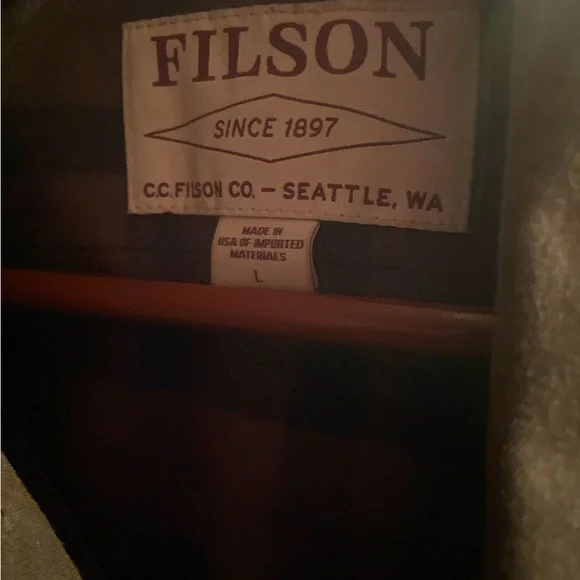 FILSON
SINCE 1897
C.C. FILSON CO. – SEATTLE, WA
MADE IN
USA OF IMPORTED
MATERIALS
L